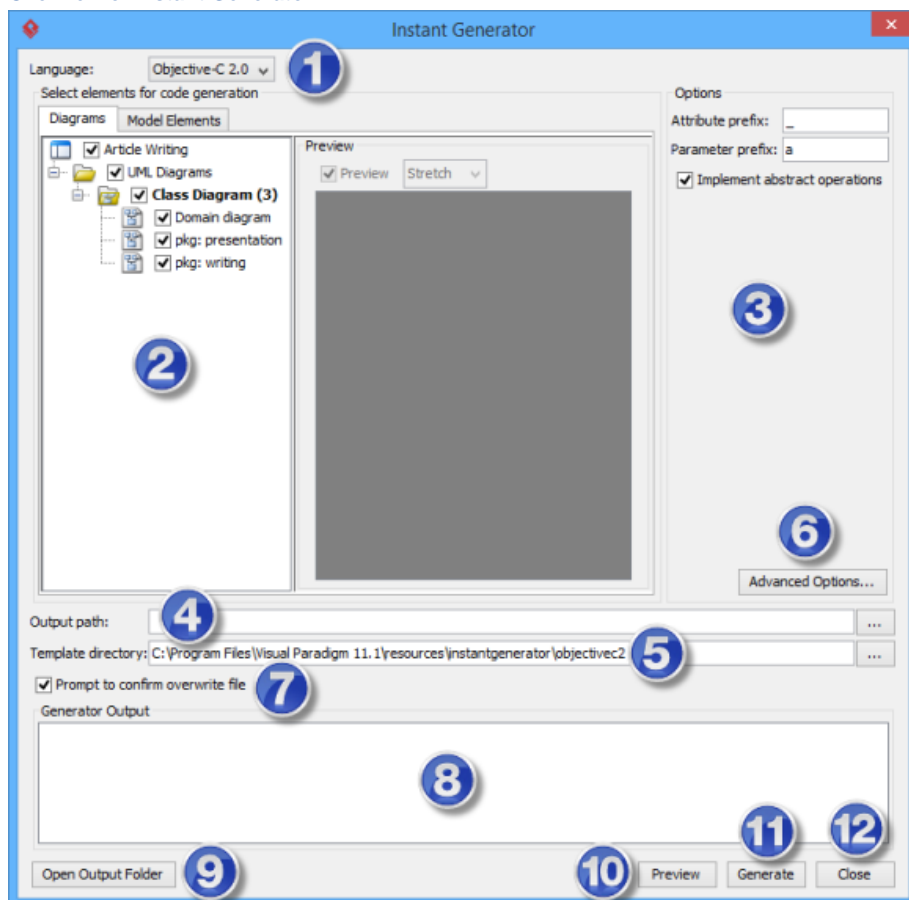 Instant Generator
Language: Objective-C 2.0 1
Select elements for code generation Options
Diagrams Model Elements Attribute prefix: _
Article Writing Preview Parameter prefix: a
UML Diagrams Preview Stretch Implement abstract operations
Class Diagram (3)
Domain diagram
pkg: presentation
pkg: writing
3
2
6
Advanced Options...
Output path: 4 ...
Template directory: C:\Program Files\Visual Paradigm 11.1\resources\instantgenerator\objectivec2 5 ...
Prompt to confirm overwrite file 7
Generator Output
8
11 12
Open Output Folder 9 10 Preview Generate Close